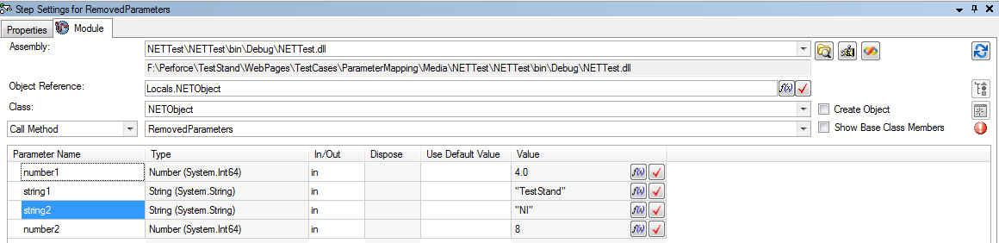 Step Settings for RemovedParameters
Properties
Module
Assembly:
NETTest\NETTest\bin\Debug\NETTest.dll
F:\Perforce\TestStand\WebPages\TestCases\ParameterMapping\Media\NETTest\NETTest\bin\Debug\NETTest.dll
Object Reference:
Locals.NETObject
f(x)
Class:
NETObject
Create Object
Call Method
RemovedParameters
Show Base Class Members
Parameter Name Type In/Out Dispose Use Default Value Value
number1 Number (System.Int64) in 4.0 f(x)
string1 String (System.String) in "TestStand" f(x)
string2 String (System.String) in "NI" f(x)
number2 Number (System.Int64) in 8 f(x)